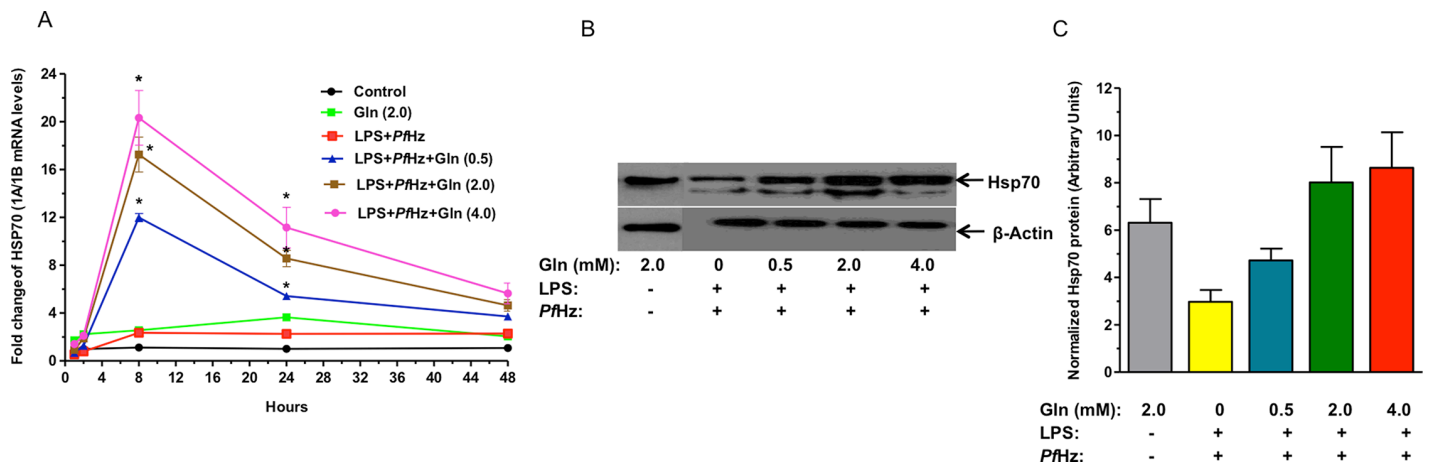 A
Fold changeof HSP70 (1A/1B mRNA levels)
24
20
16
12
8
4
0
0 4 8 12 16 20 24 28 32 36 40 44 48
Hours
* * * * * *
Control
Gln (2.0)
LPS+PfHz
LPS+PfHz+Gln (0.5)
LPS+PfHz+Gln (2.0)
LPS+PfHz+Gln (4.0)
B
Hsp70
β-Actin
Gln (mM): 2.0 0 0.5 2.0 4.0
LPS: - + + + +
PfHz: - + + + +
C
Normalized Hsp70 protein (Arbitrary Units)
12
10
8
6
4
2
0
Gln (mM): 2.0 0 0.5 2.0 4.0
LPS: - + + + +
PfHz: - + + + +